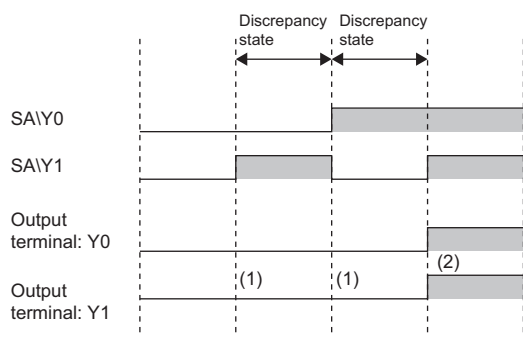 Discrepancy
state
Discrepancy
state
SA\Y0
SA\Y1
Output
terminal: Y0
(2)
(1)
(1)
Output
terminal: Y1